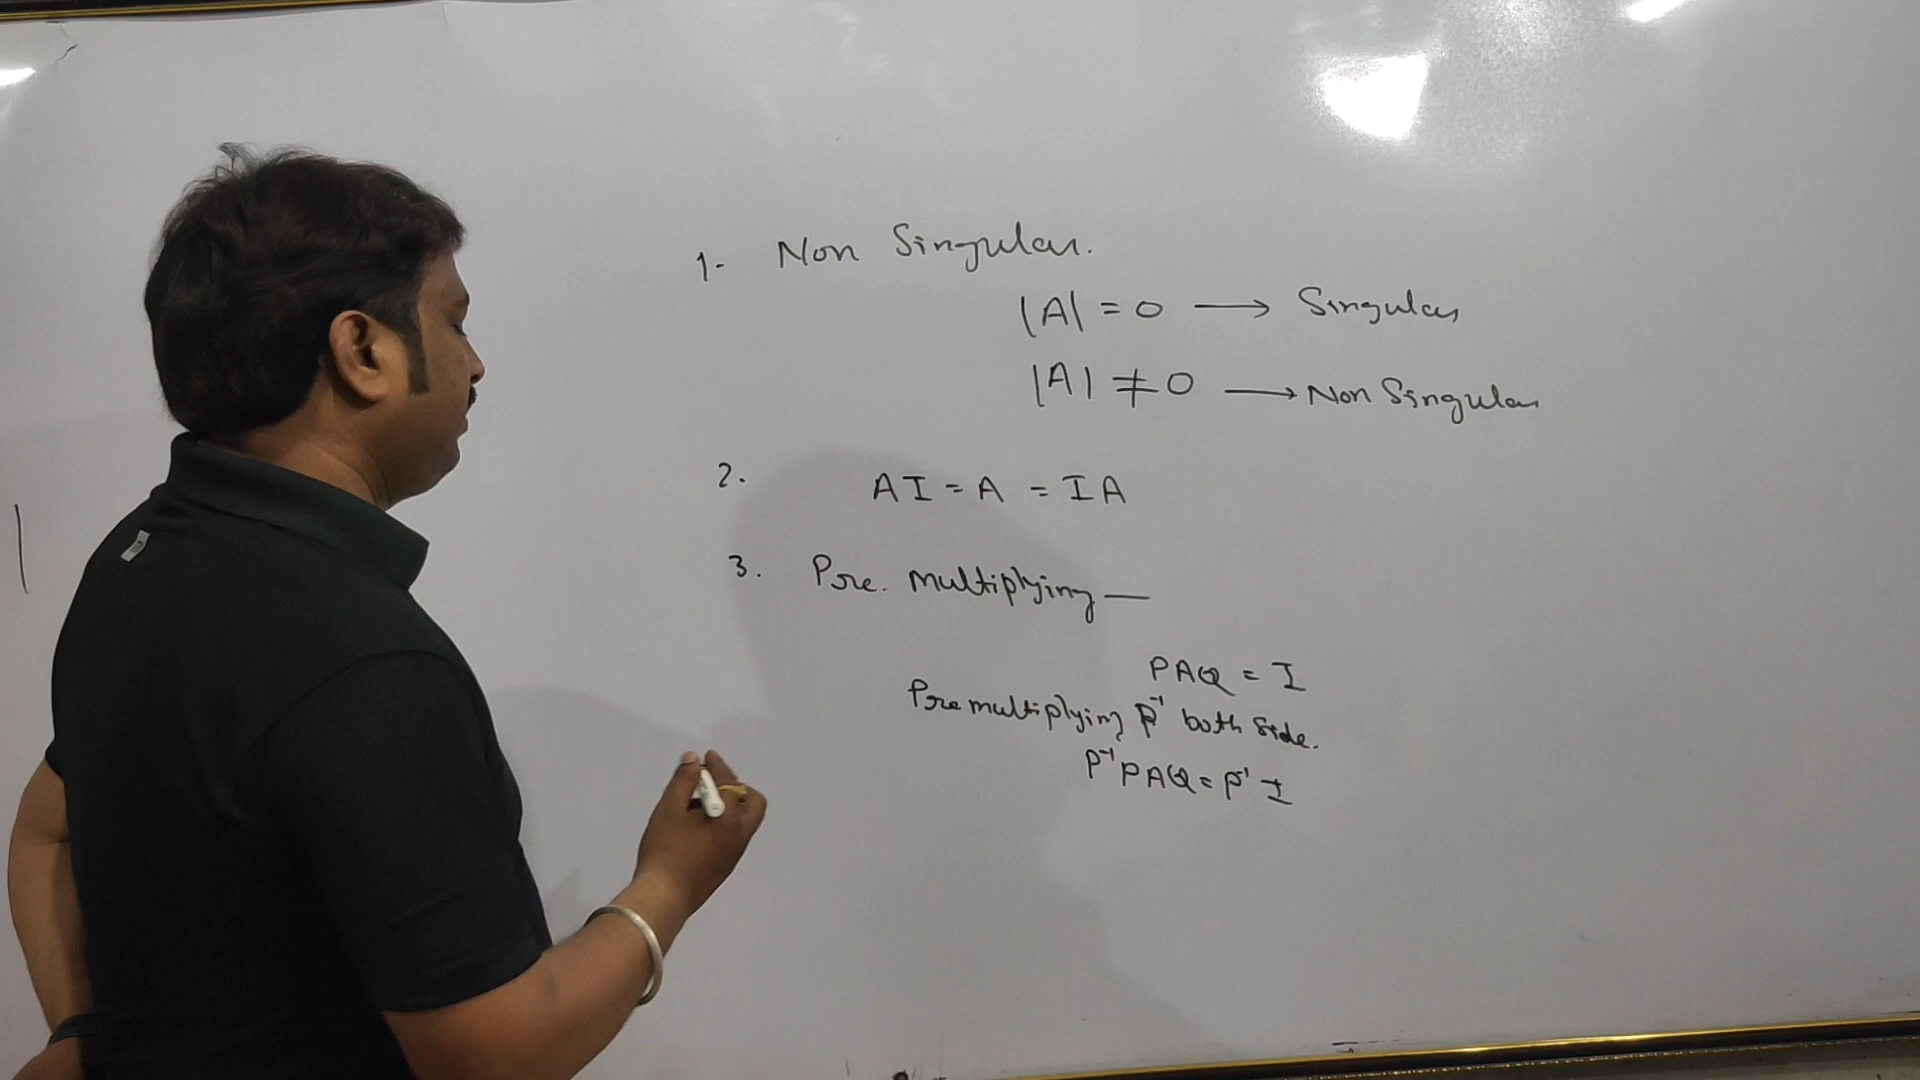 1- Non Singular.
|A| = 0 → Singular
|A| ≠ 0 → Non Singular
2. AI = A = IA
3. Pre. Multiplying —
PAQ = I
Pre multiplying P⁻¹ both side.
P⁻¹PAQ = P⁻¹ I